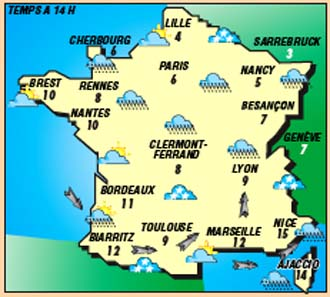 TEMPS A 14 H
LILLE
4
CHERBOURG
6
SARREBRUCK
3
PARIS
6
NANCY
5
BREST
10
RENNES
8
BESANÇON
7
NANTES
10
GENÈVE
7
CLERMONT-
FERRAND
8
LYON
9
BORDEAUX
11
BIARRITZ
12
TOULOUSE
9
MARSEILLE
12
NICE
15
AJACCIO
14